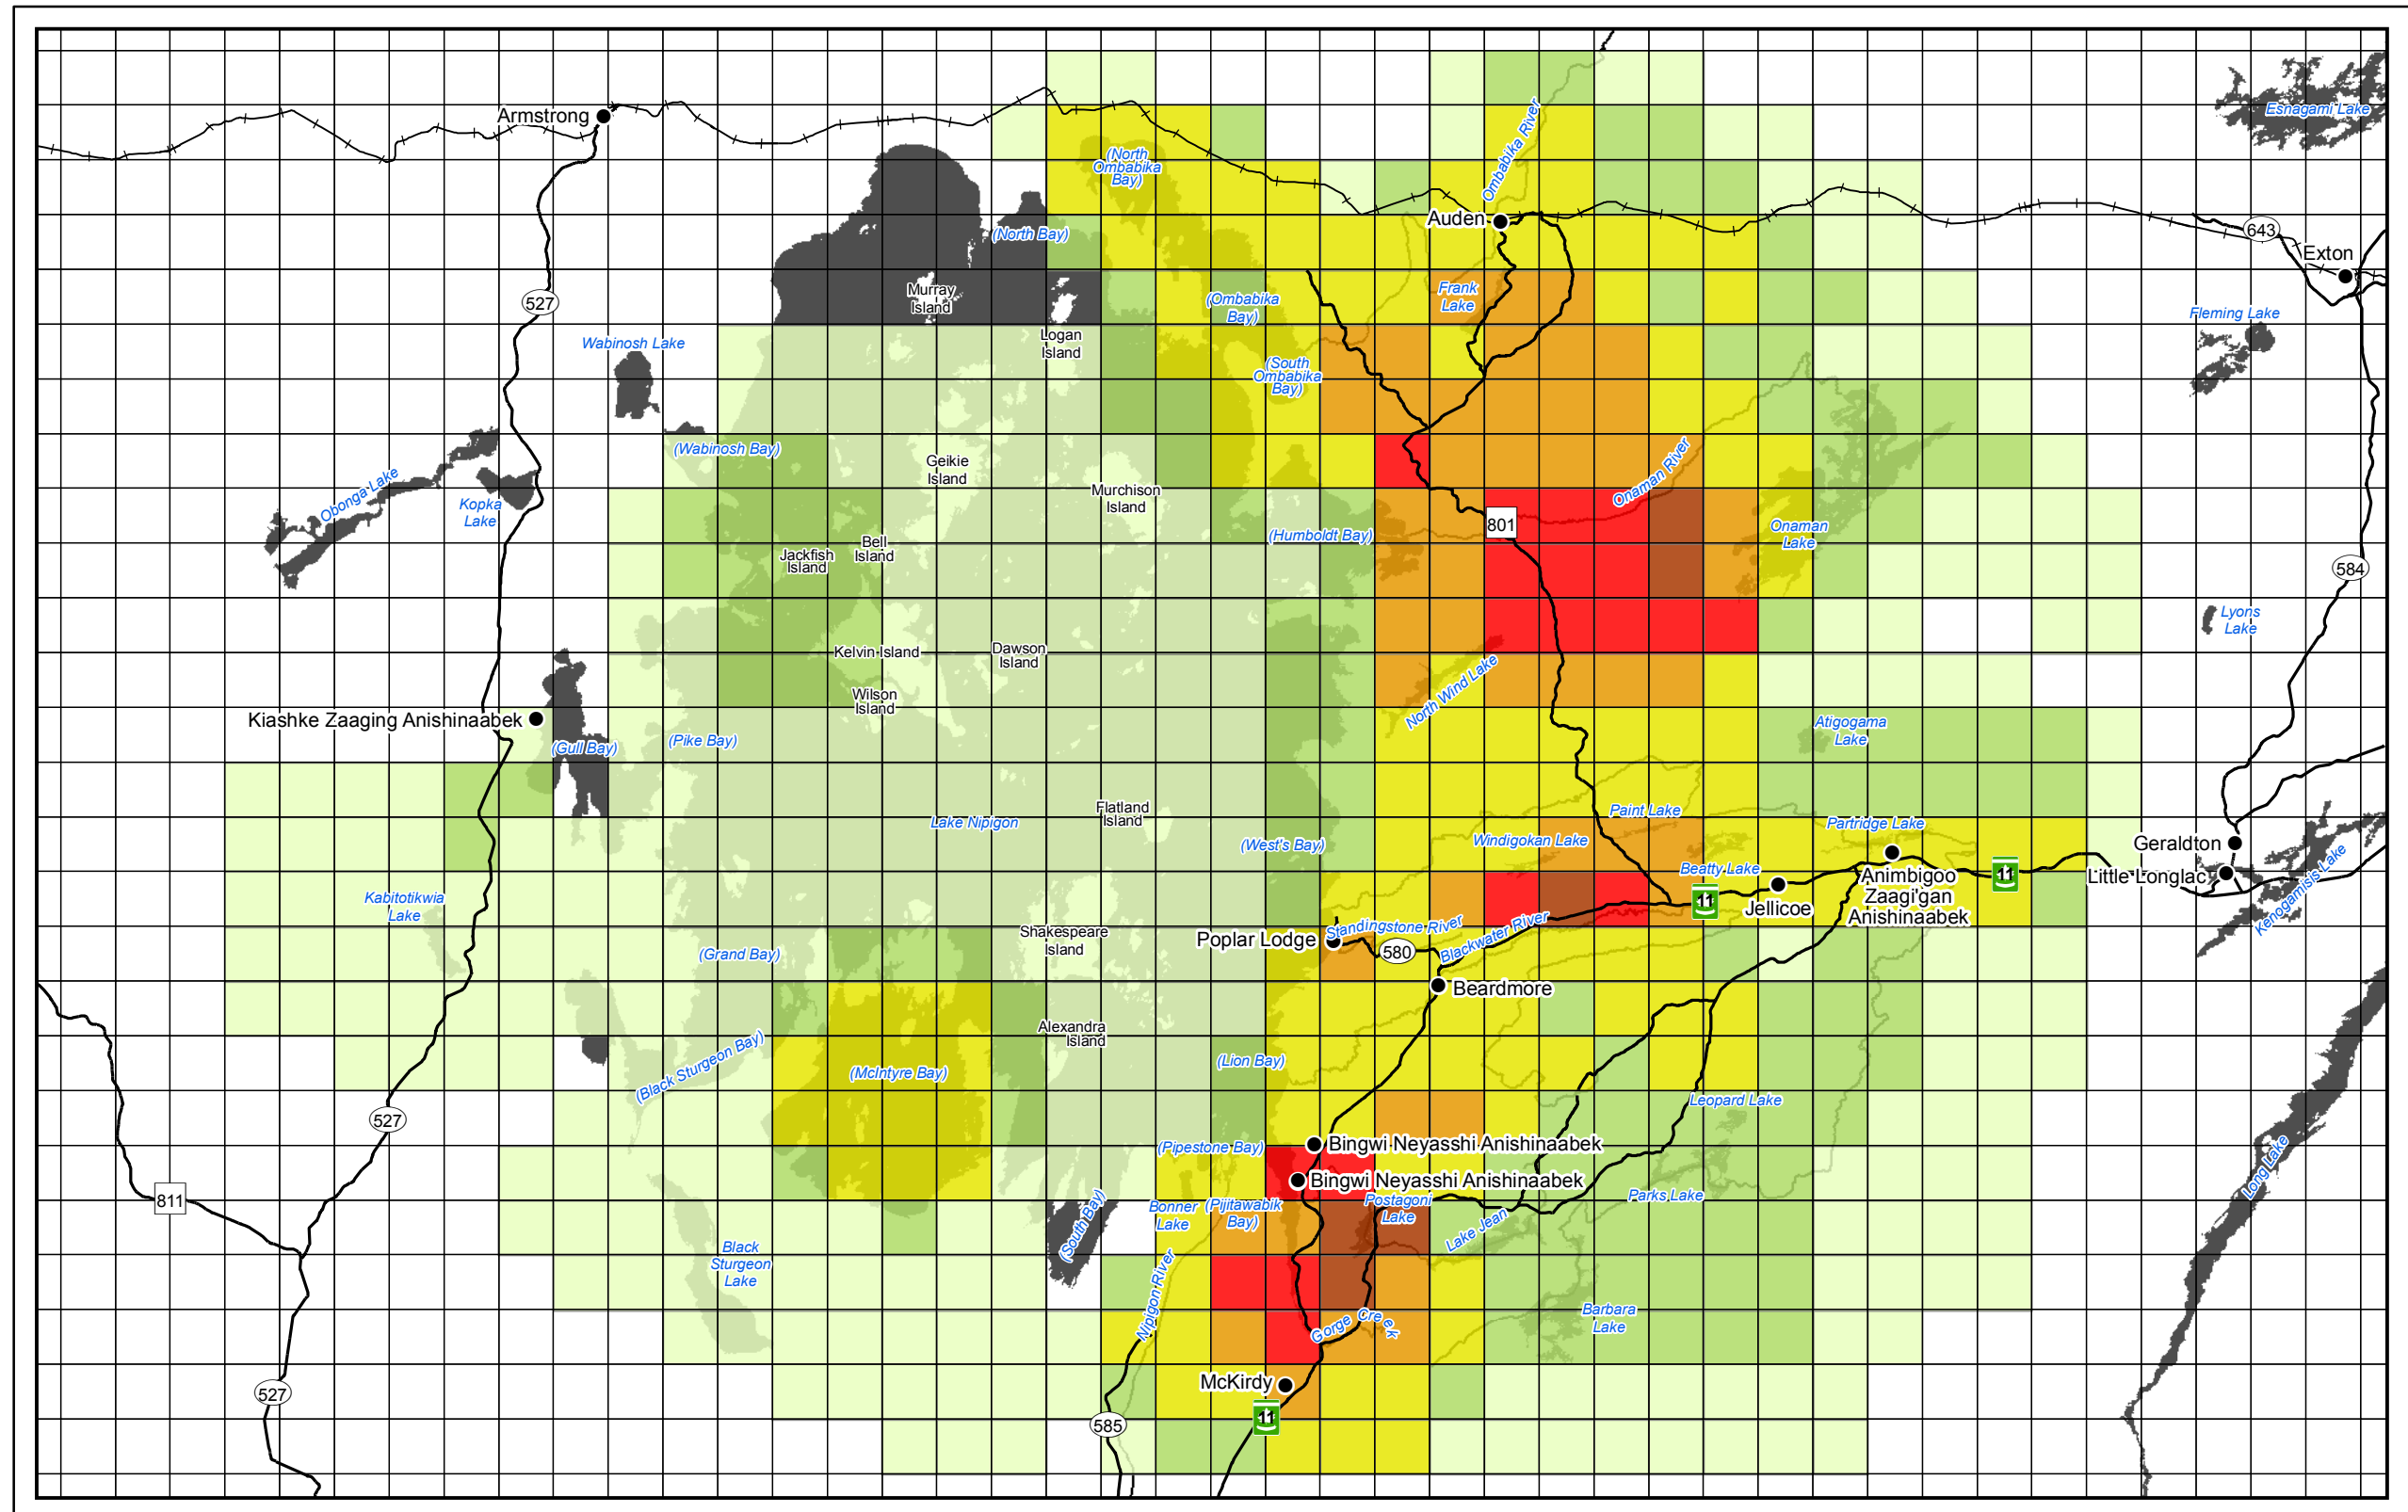 Armstrong
Esnagami Lake
(North
Ombabika
Bay)
Ombabika River
Auden
(North Bay)
643
Exton
527
Murray
Island
(Ombabika
Bay)
Frank
Lake
Fleming Lake
Wabinosh Lake
Logan
Island
(South
Ombabika
Bay)
(Wabinosh Bay)
Geikie
Island
Obonga Lake
Kopka
Lake
Murchison
Island
Onaman River
801
(Humboldt Bay)
Onaman
Lake
Bell
Island
Jackfish
Island
584
Lyons
Lake
Kelvin Island
Dawson
Island
Wilson
Island
North Wind Lake
Kiashke Zaaging Anishinaabek
(Gull Bay)
(Pike Bay)
Atigogama
Lake
Flatland
Island
Lake Nipigon
Paint Lake
Partridge Lake
Windigokan Lake
(West's Bay)
Geraldton
Beatty Lake
Little Longlac
11
Animbigoo
Zaagi'gan
Anishinaabek
11
Jellicoe
Kenogamisis Lake
Kabitotikwia
Lake
Shakespeare
Island
Poplar Lodge
Standingstone River
580
Blackwater River
(Grand Bay)
Beardmore
Alexandra
Island
(Lion Bay)
(Black Sturgeon Bay)
(McIntyre Bay)
Leopard Lake
527
(Pipestone Bay)
Bingwi Neyasshi Anishinaabek
Bingwi Neyasshi Anishinaabek
811
Long Lake
Parks Lake
Bonner
Lake
(Pijitawabik
Bay)
Postagoni
Lake
Lake Jean
(South Bay)
Black
Sturgeon
Lake
Nipigon River
Barbara
Lake
Gorge Creek
McKirdy
527
11
585